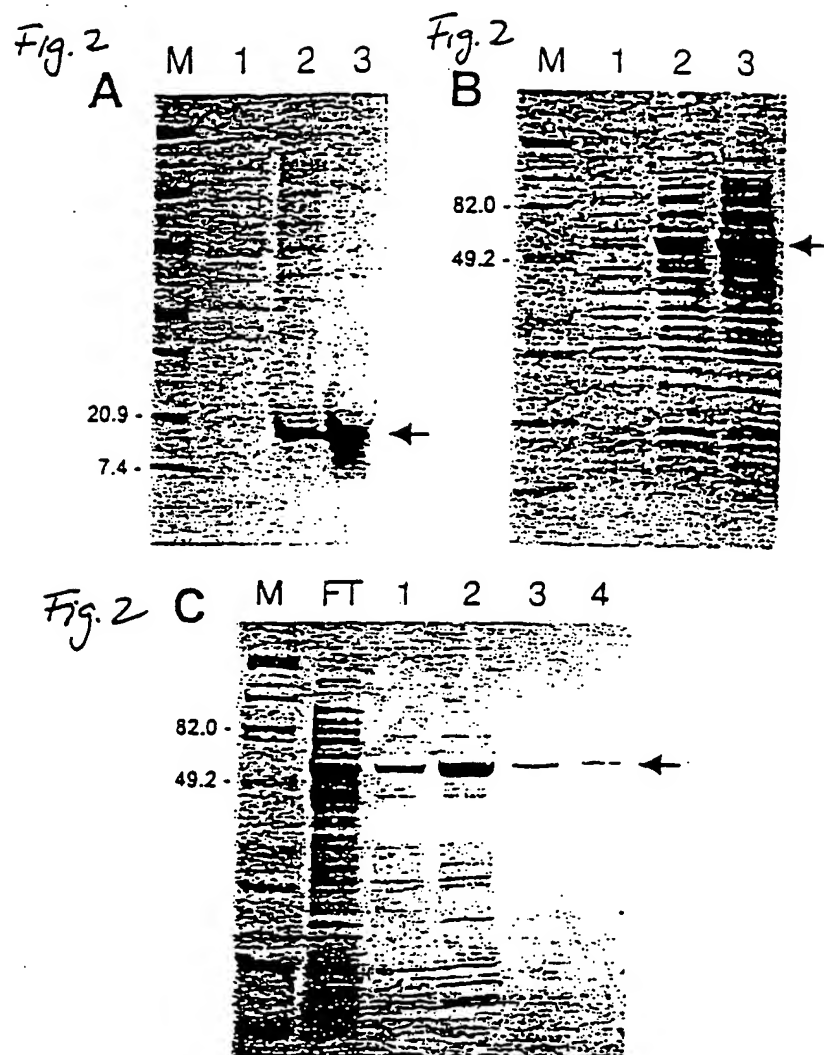 Fig. 2
A
M 1 2 3
20.9 -
7.4 -
Fig. 2
B
M 1 2 3
82.0 -
49.2 -
Fig. 2 C
M FT 1 2 3 4
82.0 -
49.2 -